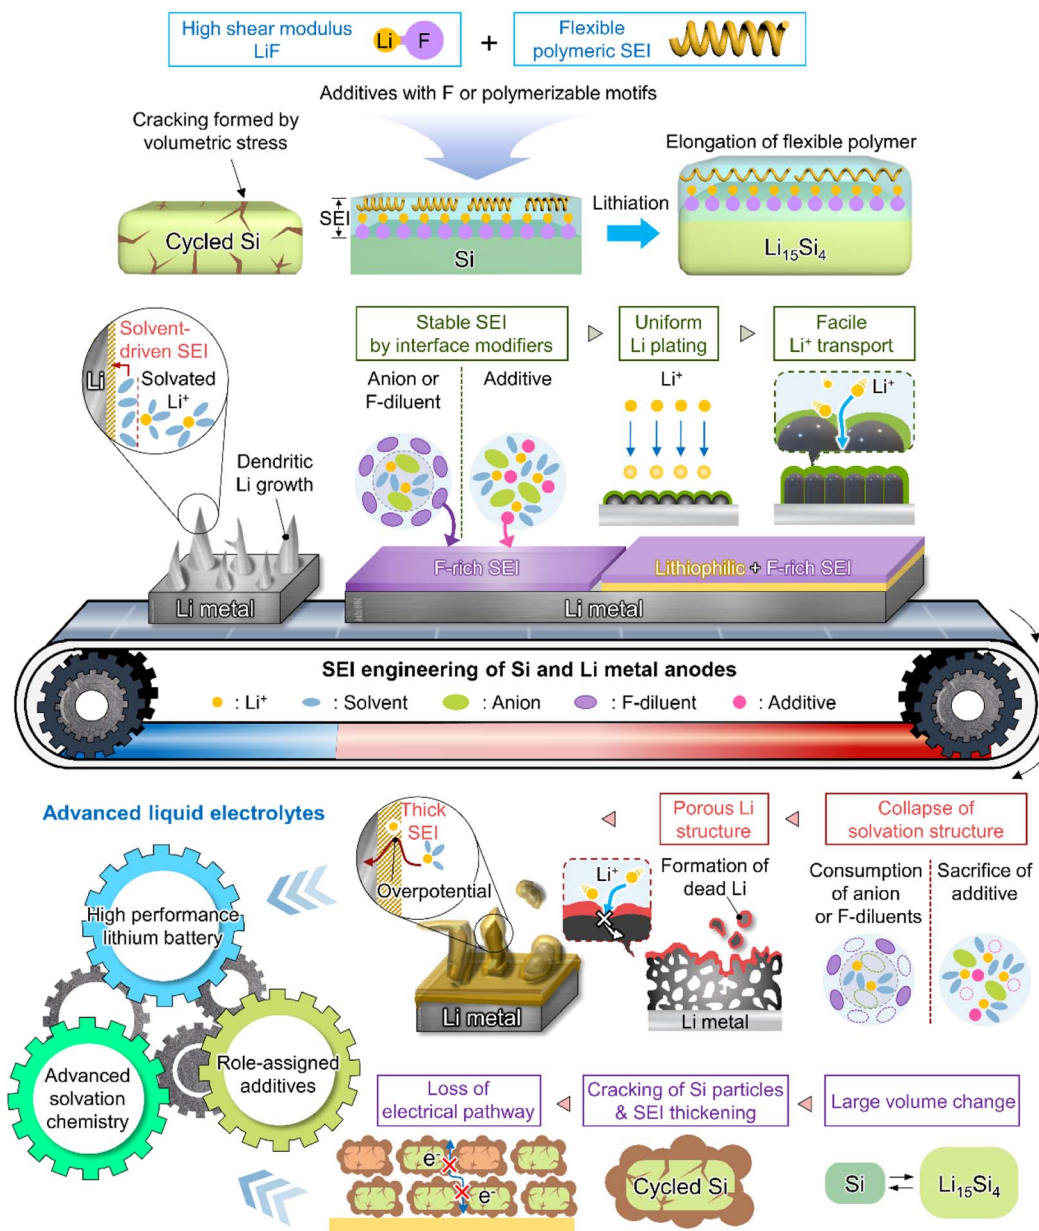 High shear modulus
LiF
Li
F
+
Flexible
polymeric SEI
Additives with F or polymerizable motifs
Cracking formed by
volumetric stress
Cycled Si
SEI
Si
Lithiation
Elongation of flexible polymer
Li₁₅Si₄
Solvent-
driven SEI
Li
Solvated
Li⁺
Dendritic
Li growth
Stable SEI
by interface modifiers
Uniform
Li plating
Facile
Li⁺ transport
Anion or
F-diluent
Additive
Li⁺
Li⁺
F-rich SEI
Lithiophilic + F-rich SEI
Li metal
Li metal
SEI engineering of Si and Li metal anodes
: Li⁺
: Solvent
: Anion
: F-diluent
: Additive
Advanced liquid electrolytes
High performance
lithium battery
Advanced
solvation
chemistry
Role-assigned
additives
Thick
SEI
Overpotential
Li metal
Porous Li
structure
Formation of
dead Li
Li⁺
Li metal
Collapse of
solvation structure
Consumption
of anion
or F-diluents
Sacrifice of
additive
Loss of
electrical pathway
e⁻
e⁻
Cracking of Si particles
& SEI thickening
Cycled Si
Large volume change
Si
Li₁₅Si₄